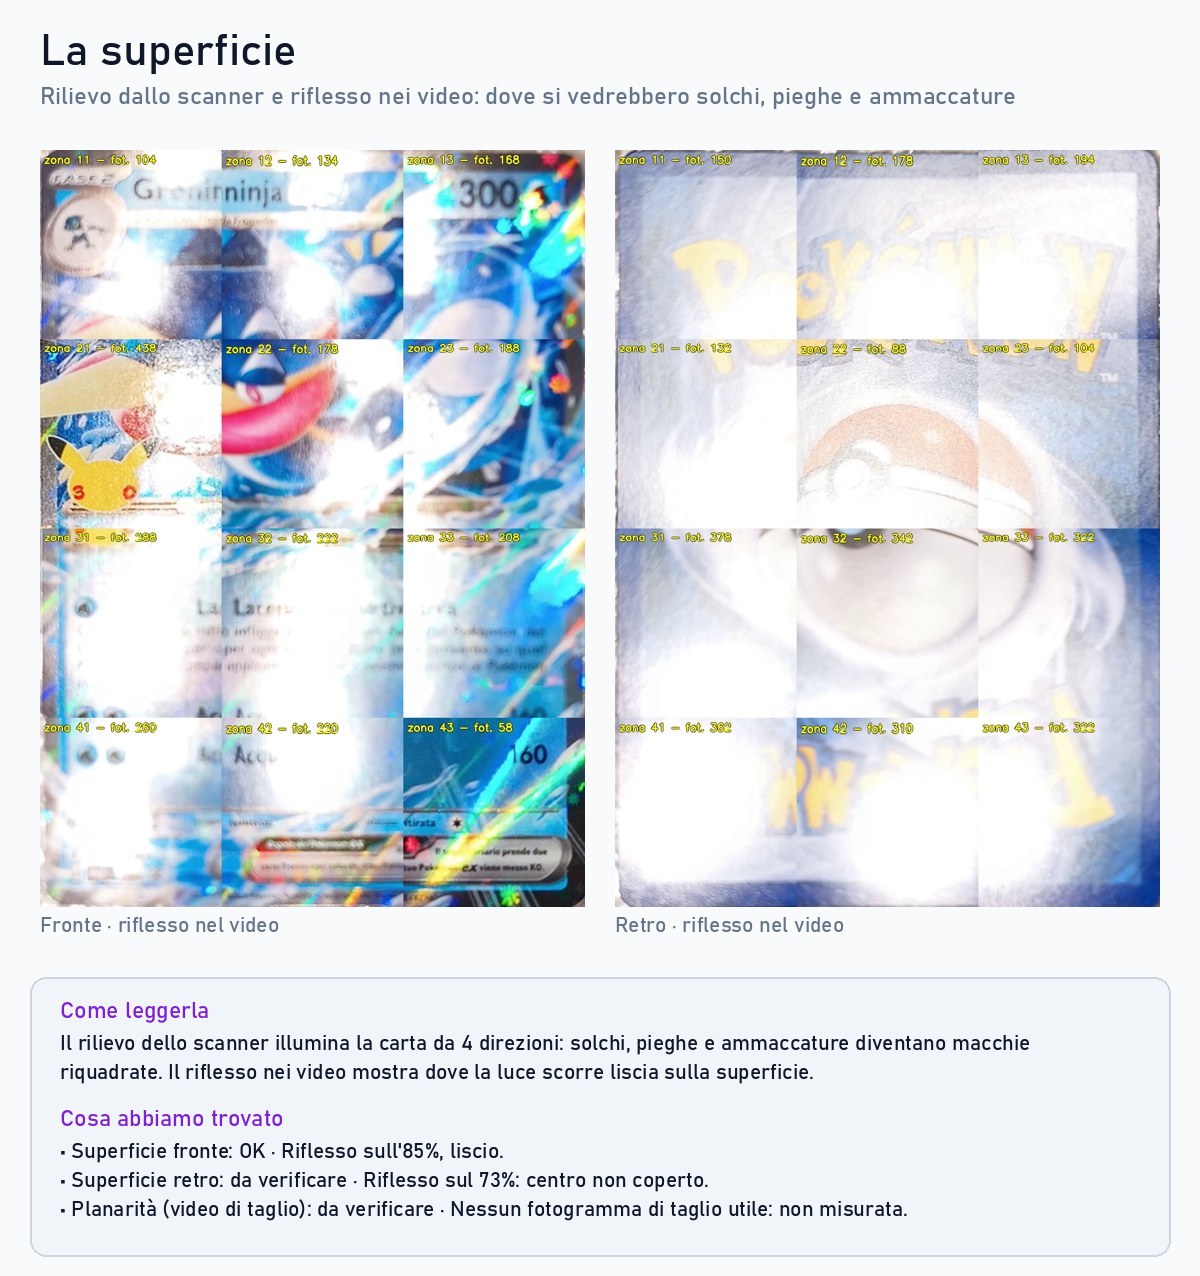 La superficie
Rilievo dallo scanner e riflesso nei video: dove si vedrebbero solchi, pieghe e ammaccature
zona 11 – fot. 104
zona 12 – fot. 134
zona 13 – fot. 168
300
zona 21 – fot. 438
zona 22 – fot. 178
zona 23 – fot. 188
30
zona 31 – fot. 288
zona 32 – fot. 222
zona 33 – fot. 208
zona 41 – fot. 260
zona 42 – fot. 220
zona 43 – fot. 58
160
prende due
ex viene messo KO.
zona 11 – fot. 150
zona 12 – fot. 178
zona 13 – fot. 194
zona 21 – fot. 132
zona 22 – fot. 88
zona 23 – fot. 104
TM
zona 31 – fot. 378
zona 32 – fot. 342
zona 33 – fot. 322
zona 41 – fot. 362
zona 42 – fot. 310
zona 43 – fot. 322
Fronte · riflesso nel video
Retro · riflesso nel video
Come leggerla
Il rilievo dello scanner illumina la carta da 4 direzioni: solchi, pieghe e ammaccature diventano macchie
riquadrate. Il riflesso nei video mostra dove la luce scorre liscia sulla superficie.
Cosa abbiamo trovato
· Superficie fronte: OK · Riflesso sull'85%, liscio.
· Superficie retro: da verificare · Riflesso sul 73%: centro non coperto.
· Planarità (video di taglio): da verificare · Nessun fotogramma di taglio utile: non misurata.